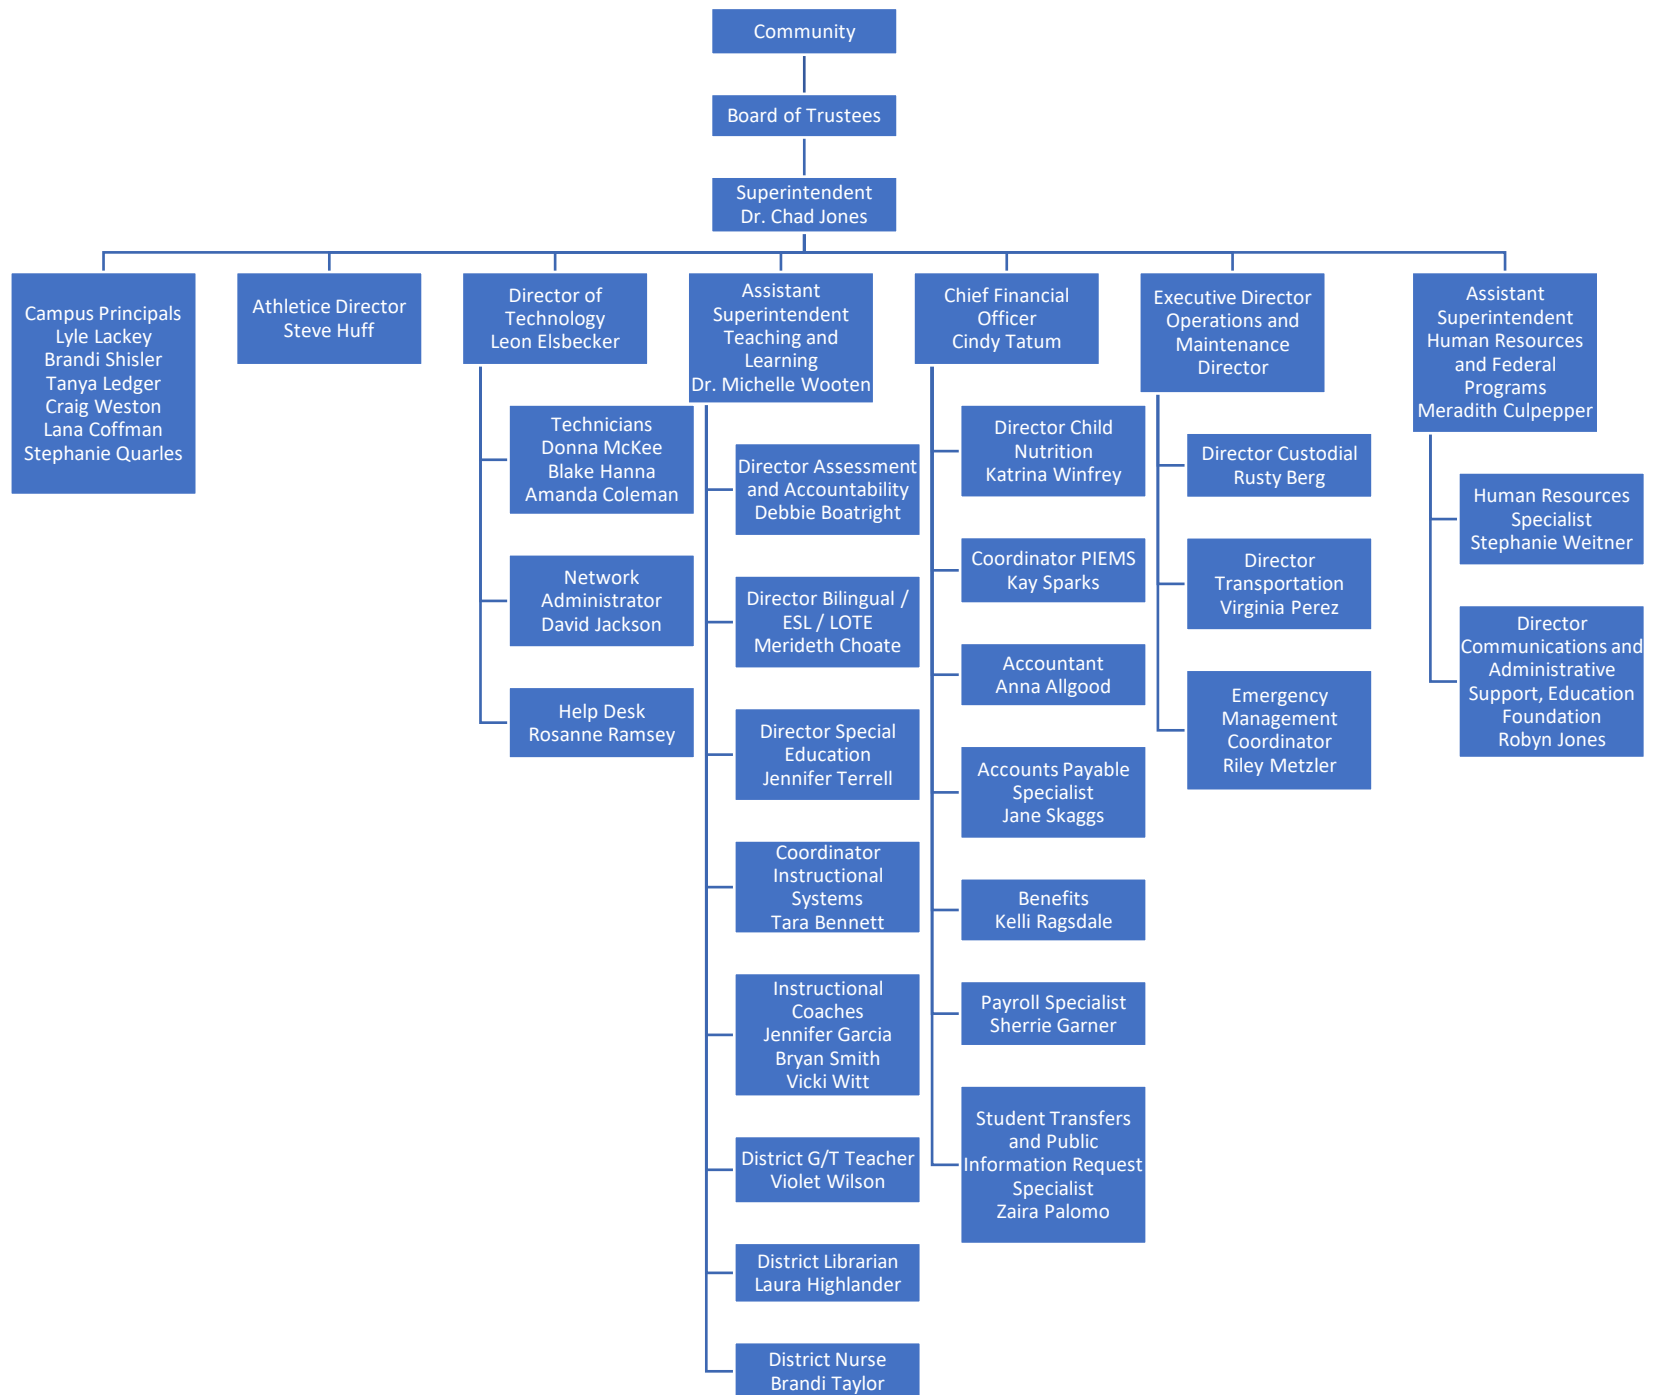 Community
Board of Trustees
Superintendent
Dr. Chad Jones
Campus Principals
Lyle Lackey
Brandi Shisler
Tanya Ledger
Craig Weston
Lana Coffman
Stephanie Quarles
Athletice Director
Steve Huff
Director of
Technology
Leon Elsbecker
Technicians
Donna McKee
Blake Hanna
Amanda Coleman
Network
Administrator
David Jackson
Help Desk
Rosanne Ramsey
Assistant
Superintendent
Teaching and
Learning
Dr. Michelle Wooten
Director Assessment
and Accountability
Debbie Boatright
Director Bilingual /
ESL / LOTE
Merideth Choate
Director Special
Education
Jennifer Terrell
Coordinator
Instructional
Systems
Tara Bennett
Instructional
Coaches
Jennifer Garcia
Bryan Smith
Vicki Witt
District G/T Teacher
Violet Wilson
District Librarian
Laura Highlander
District Nurse
Brandi Taylor
Chief Financial
Officer
Cindy Tatum
Director Child
Nutrition
Katrina Winfrey
Coordinator PIEMS
Kay Sparks
Accountant
Anna Allgood
Accounts Payable
Specialist
Jane Skaggs
Benefits
Kelli Ragsdale
Payroll Specialist
Sherrie Garner
Student Transfers
and Public
Information Request
Specialist
Zaira Palomo
Executive Director
Operations and
Maintenance
Director
Director Custodial
Rusty Berg
Director
Transportation
Virginia Perez
Emergency
Management
Coordinator
Riley Metzler
Assistant
Superintendent
Human Resources
and Federal
Programs
Meradith Culpepper
Human Resources
Specialist
Stephanie Weitner
Director
Communications and
Administrative
Support, Education
Foundation
Robyn Jones